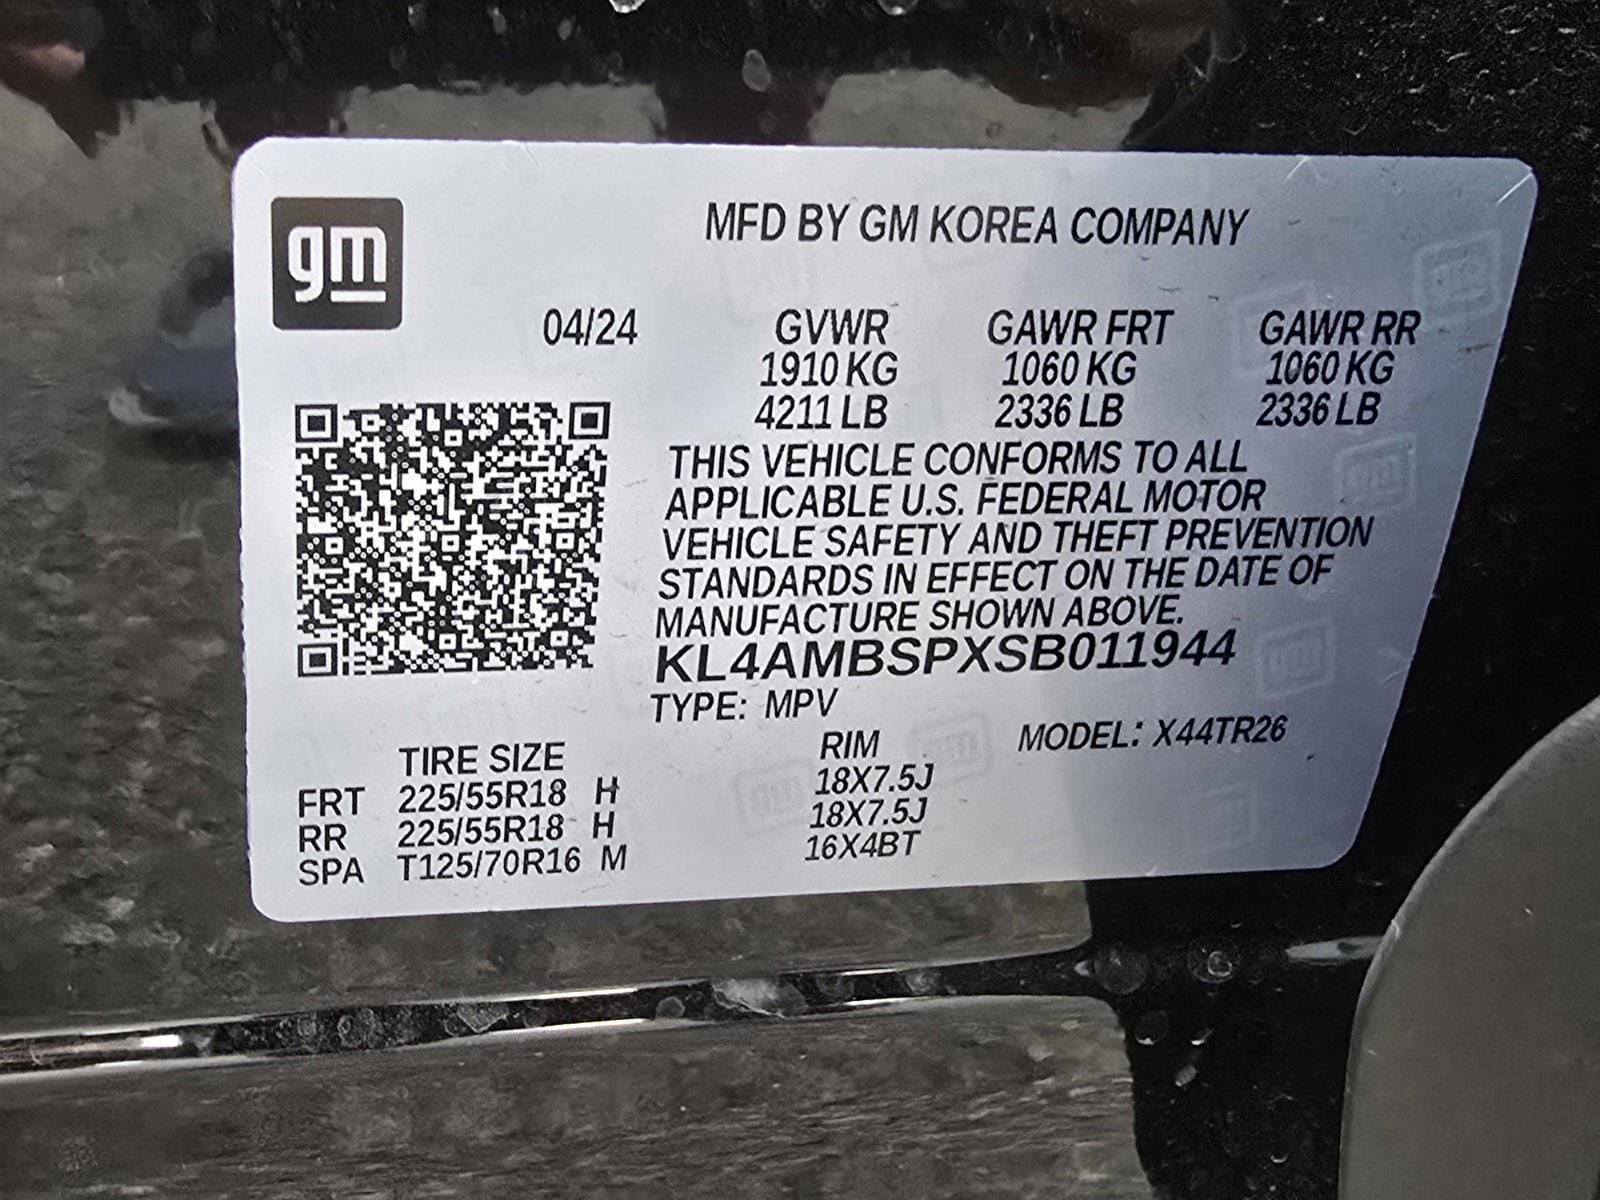 gm
MFD BY GM KOREA COMPANY
04/24 GVWR GAWR FRT GAWR RR
1910 KG 1060 KG 1060 KG
4211 LB 2336 LB 2336 LB
THIS VEHICLE CONFORMS TO ALL
APPLICABLE U.S. FEDERAL MOTOR
VEHICLE SAFETY AND THEFT PREVENTION
STANDARDS IN EFFECT ON THE DATE OF
MANUFACTURE SHOWN ABOVE.
KL4AMBSPXSB011944
TYPE: MPV
TIRE SIZE RIM MODEL: X44TR26
FRT 225/55R18 H 18X7.5J
RR 225/55R18 H 18X7.5J
SPA T125/70R16 M 16X4BT